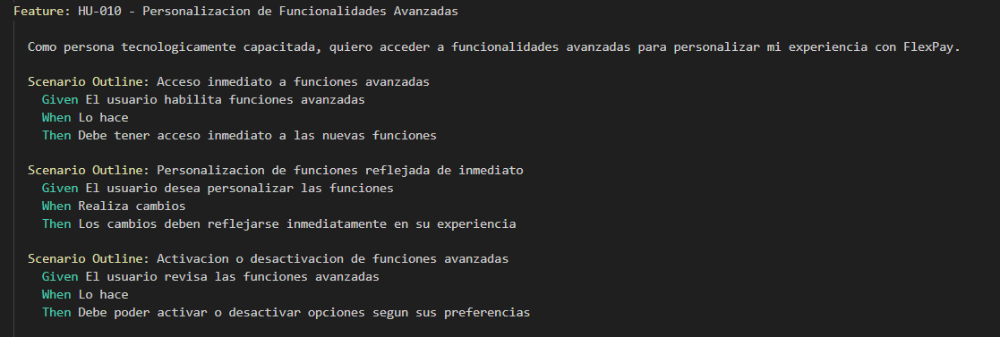 Feature: HU-010 - Personalizacion de Funcionalidades Avanzadas
Como persona tecnologicamente capacitada, quiero acceder a funcionalidades avanzadas para personalizar mi experiencia con FlexPay.
Scenario Outline: Acceso inmediato a funciones avanzadas
Given El usuario habilita funciones avanzadas
When Lo hace
Then Debe tener acceso inmediato a las nuevas funciones
Scenario Outline: Personalizacion de funciones reflejada de inmediato
Given El usuario desea personalizar las funciones
When Realiza cambios
Then Los cambios deben reflejarse inmediatamente en su experiencia
Scenario Outline: Activacion o desactivacion de funciones avanzadas
Given El usuario revisa las funciones avanzadas
When Lo hace
Then Debe poder activar o desactivar opciones segun sus preferencias